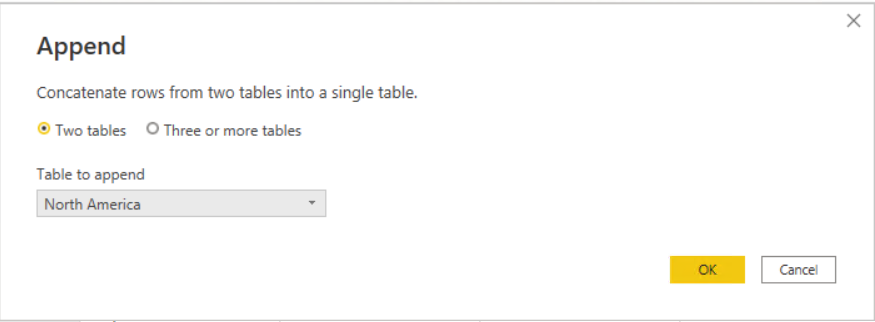 Append
Concatenate rows from two tables into a single table.
Two tables Three or more tables
Table to append
North America
OK Cancel